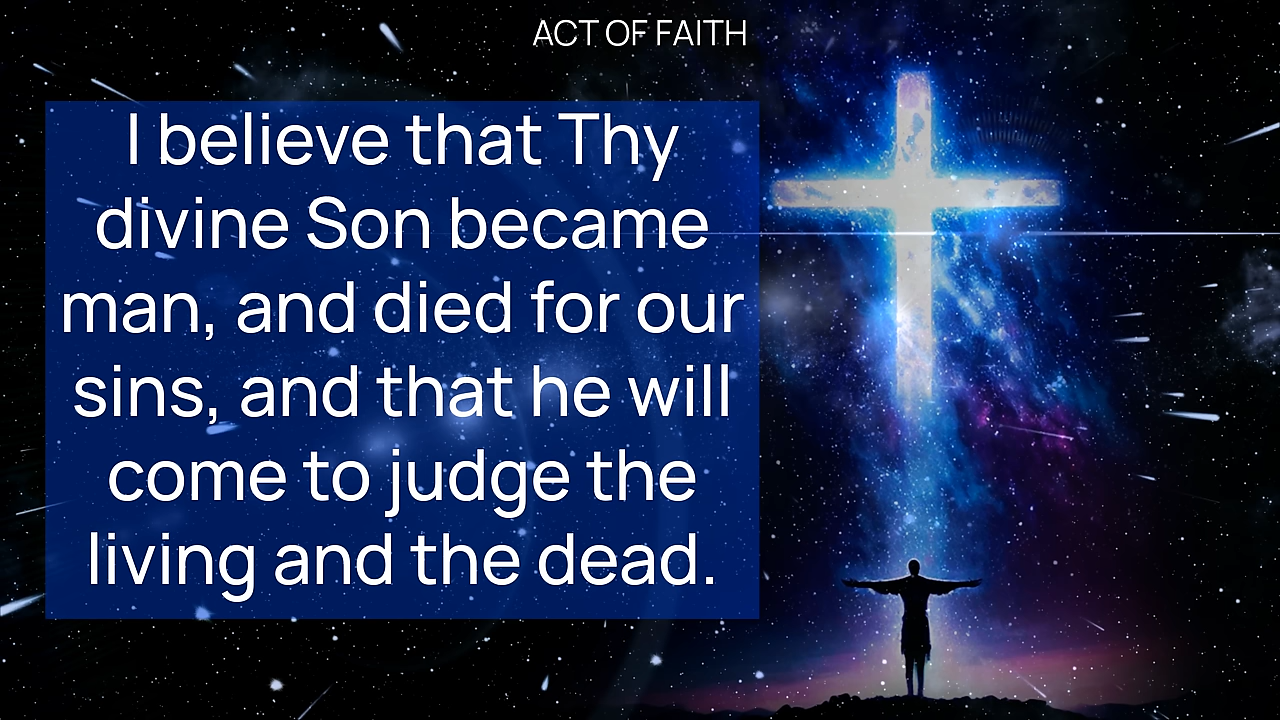 ACT OF FAITH
I believe that Thy
divine Son became
man, and died for our
sins, and that he will
come to judge the
living and the dead.